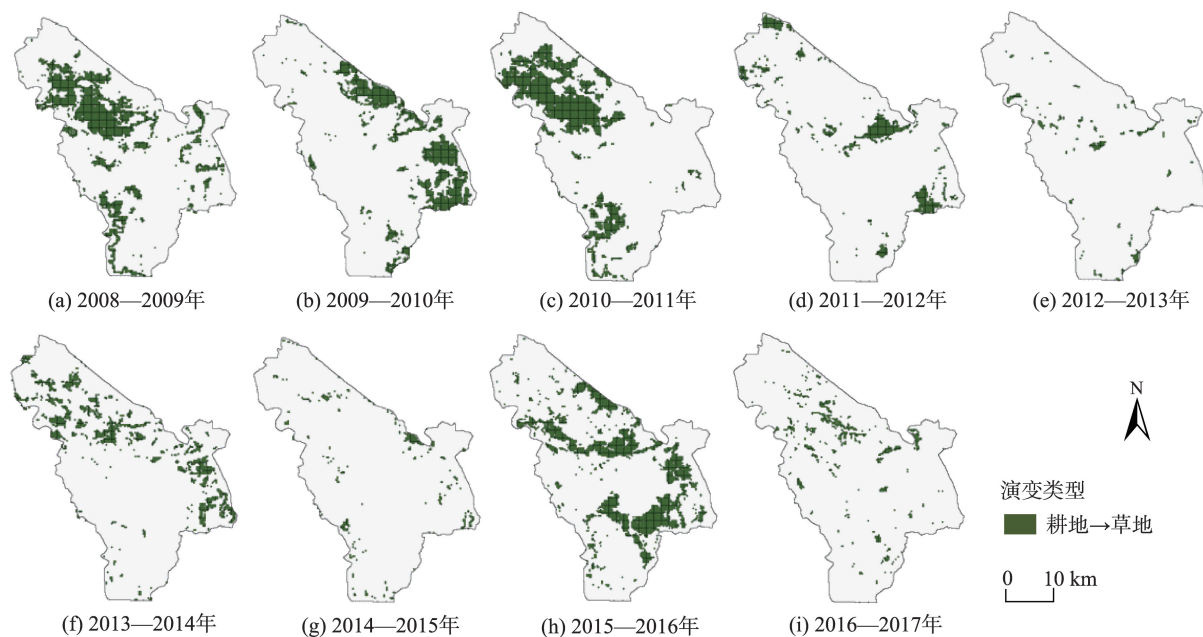 (a) 2008—2009年
(b) 2009—2010年
(c) 2010—2011年
(d) 2011—2012年
(e) 2012—2013年
(f) 2013—2014年
(g) 2014—2015年
(h) 2015—2016年
(i) 2016—2017年
N
演变类型
耕地→草地
0 10 km